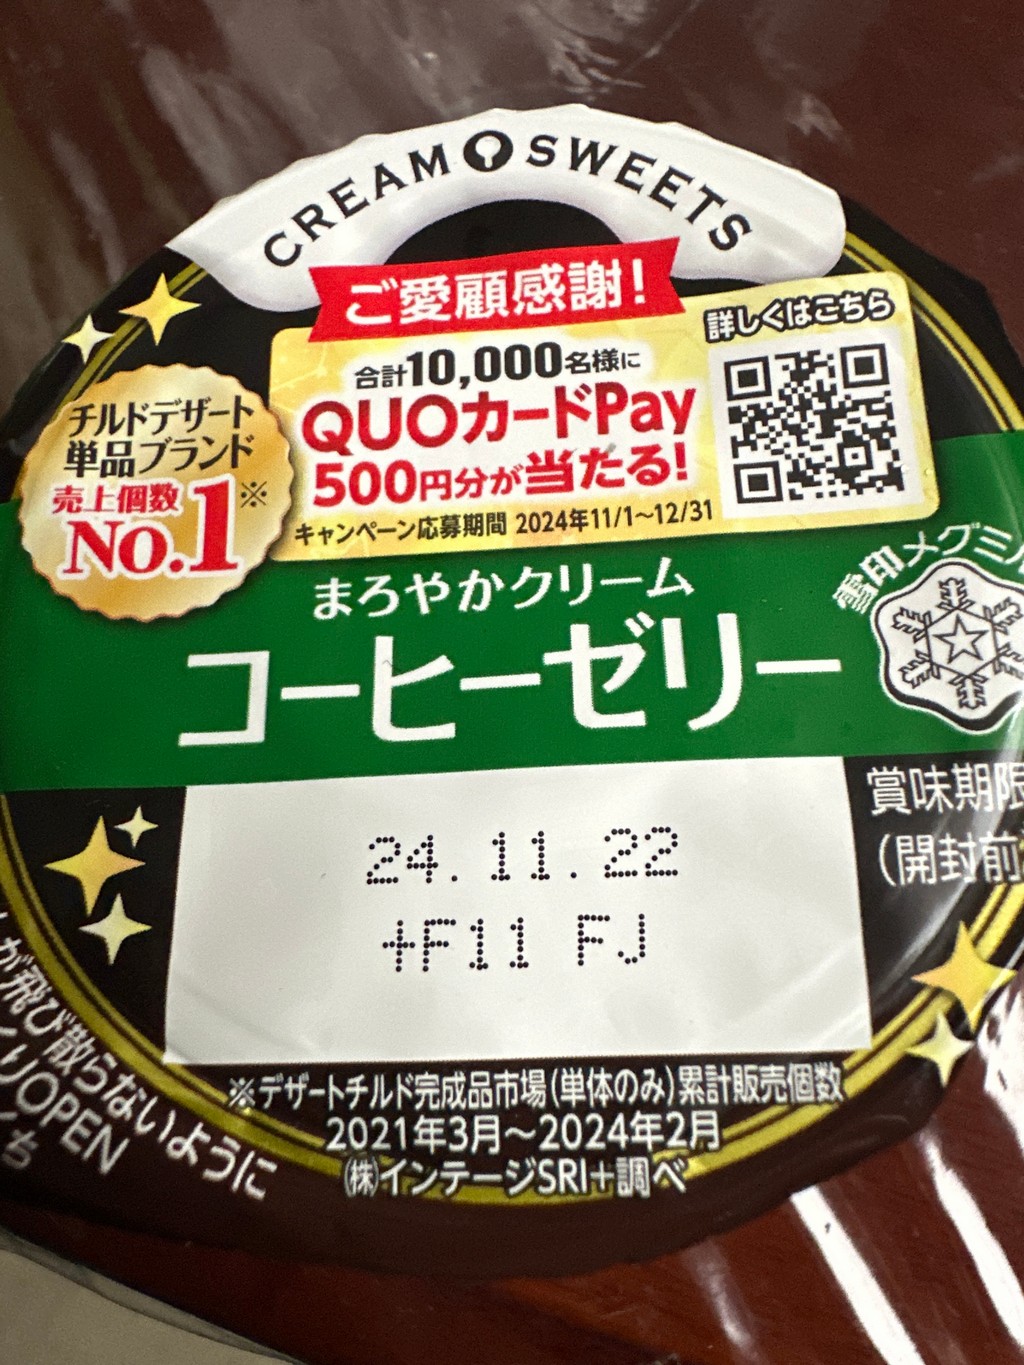 CREAM SWEETS
ご愛顧感謝!
合計10,000名様に
QUOカードPay
500円分が当たる!
キャンペーン応募期間 2024年11/1~12/31
詳しくはこちら
チルドデザート
単品ブランド
売上個数
No.1※
まろやかクリーム
コーヒーゼリー
雪印メグミル
賞味期限
(開封前
24.11.22
+F11 FJ
※デザートチルド完成品市場(単体のみ)累計販売個数
2021年3月~2024年2月
㈱インテージSRI+調べ
が飛び散らないように
OPEN